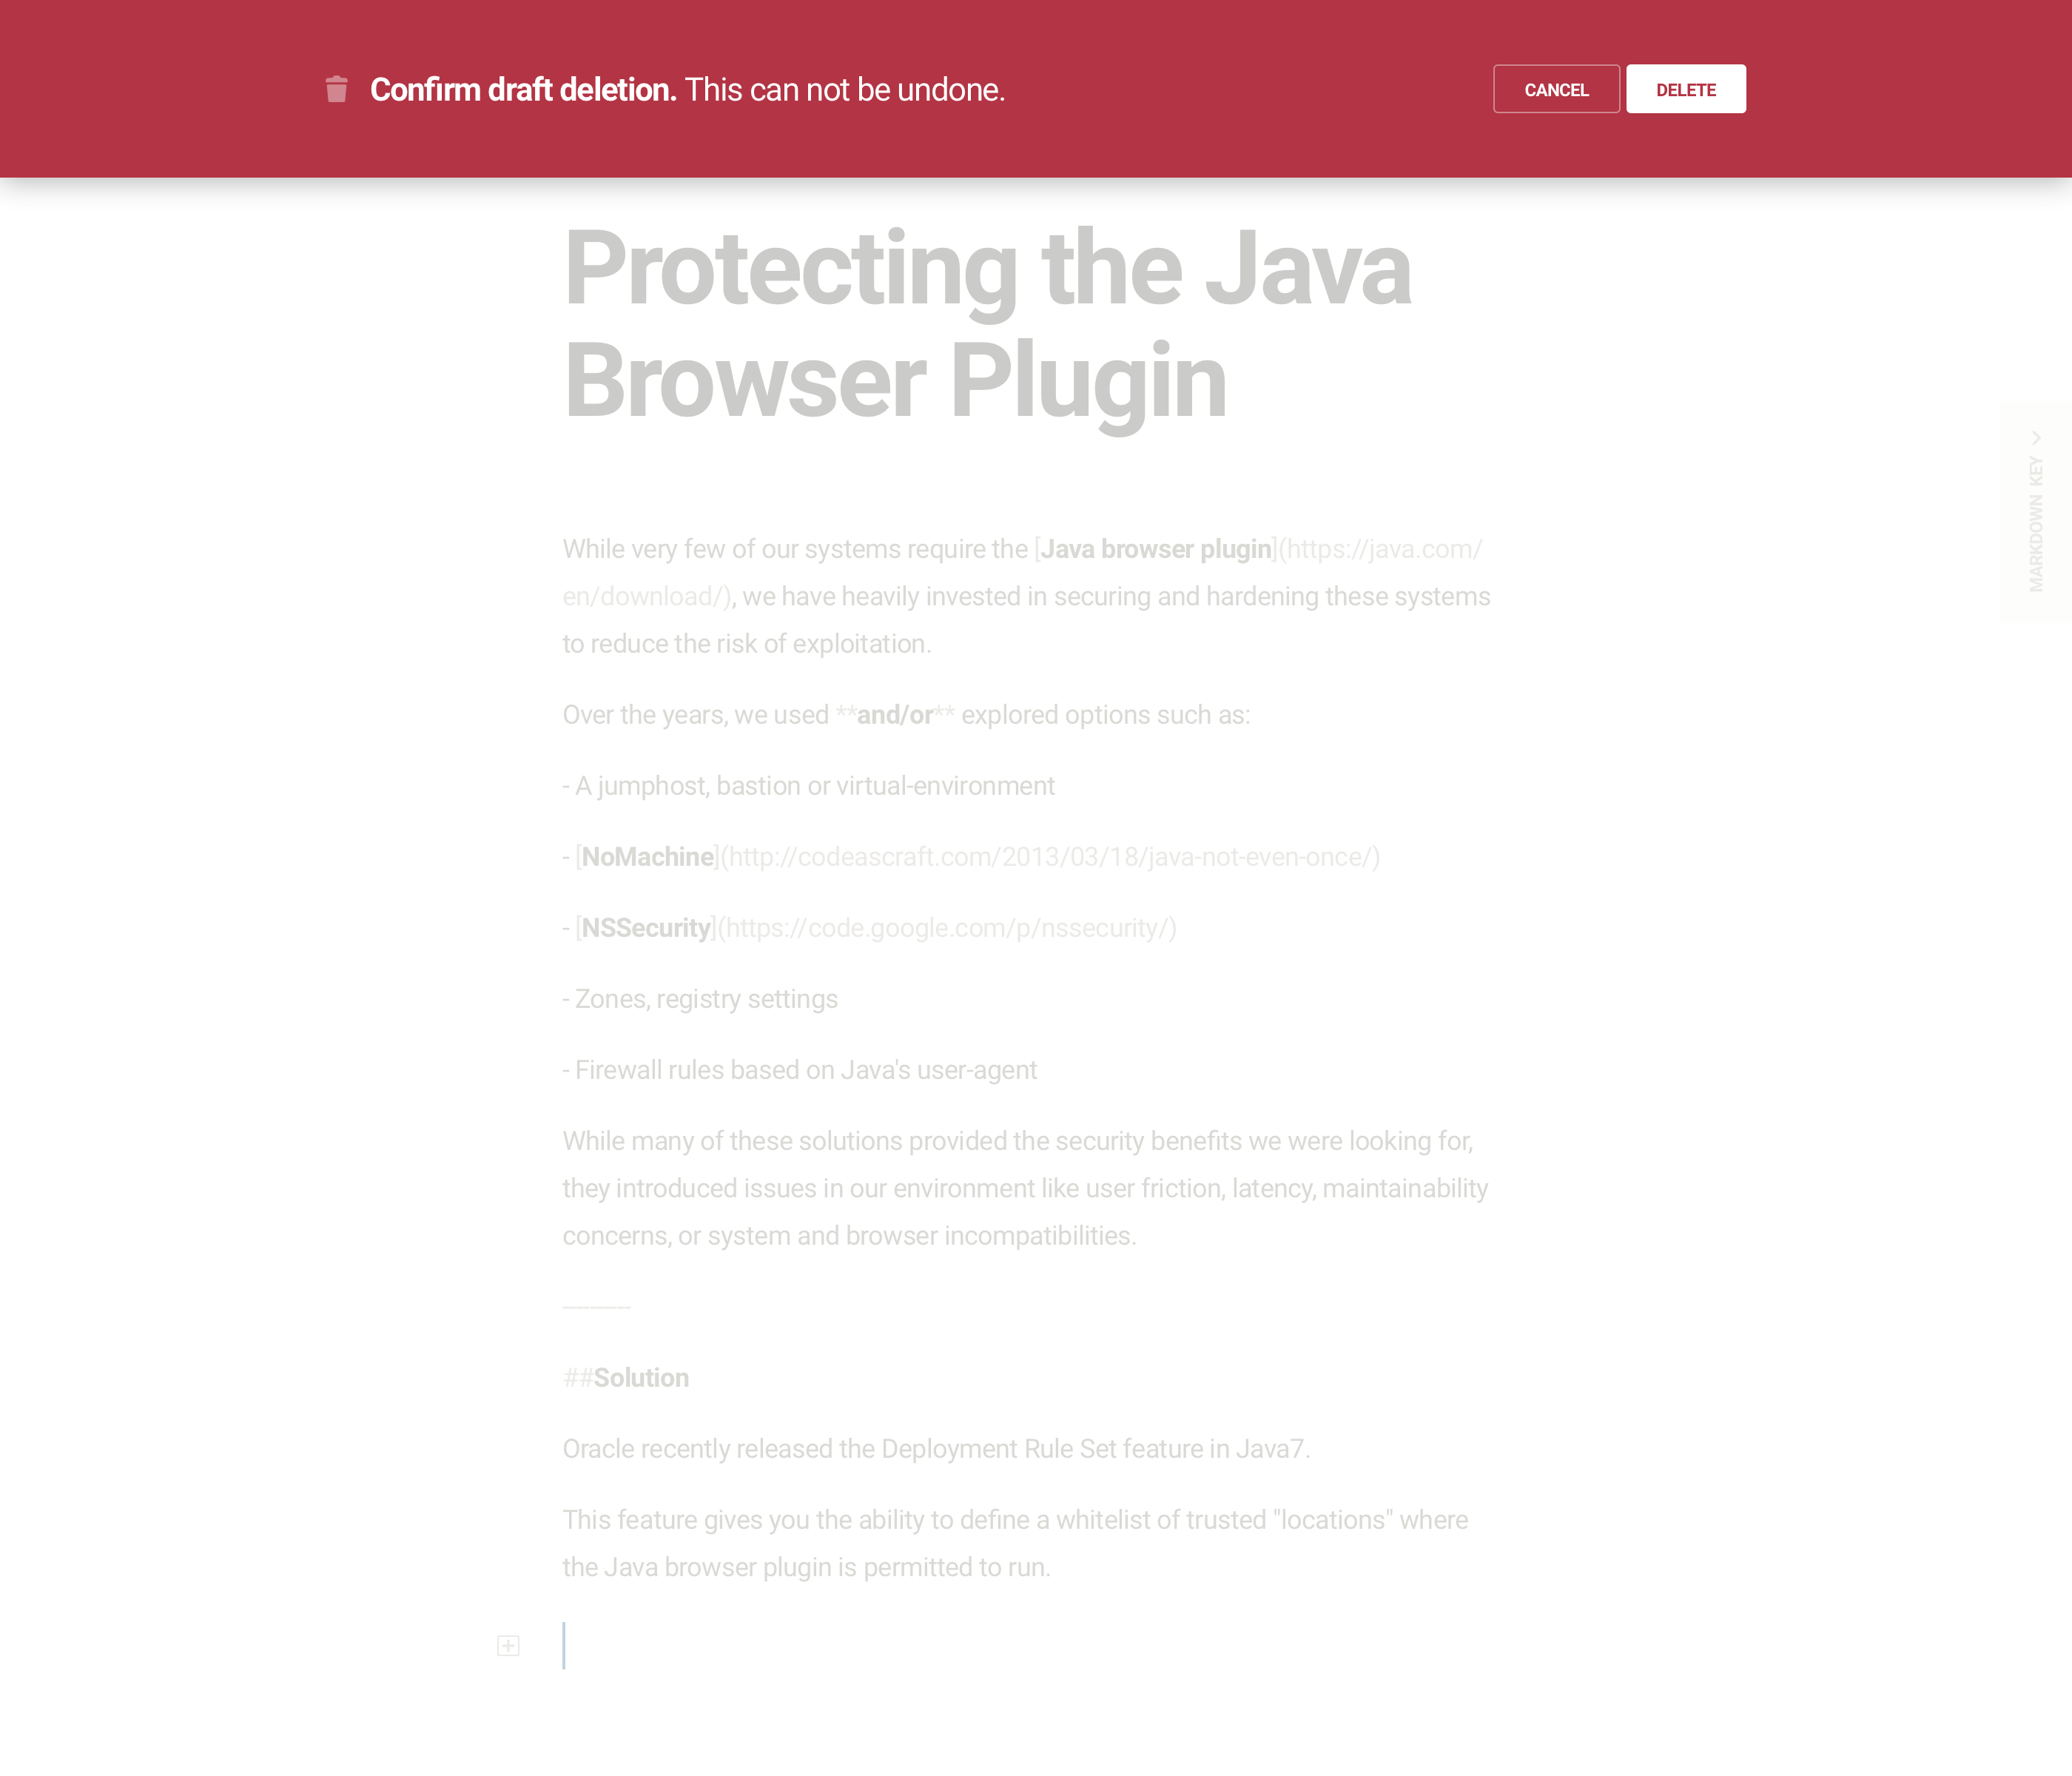 Confirm draft deletion. This can not be undone.
CANCEL
DELETE
Protecting the Java
Browser Plugin
MARKDOWN KEY
While very few of our systems require the [Java browser plugin](https://java.com/
en/download/), we have heavily invested in securing and hardening these systems
to reduce the risk of exploitation.
Over the years, we used **and/or** explored options such as:
- A jumphost, bastion or virtual-environment
- [NoMachine](http://codeascraft.com/2013/03/18/java-not-even-once/)
- [NSSecurity](https://code.google.com/p/nssecurity/)
- Zones, registry settings
- Firewall rules based on Java's user-agent
While many of these solutions provided the security benefits we were looking for,
they introduced issues in our environment like user friction, latency, maintainability
concerns, or system and browser incompatibilities.
----------
##Solution
Oracle recently released the Deployment Rule Set feature in Java7.
This feature gives you the ability to define a whitelist of trusted "locations" where
the Java browser plugin is permitted to run.